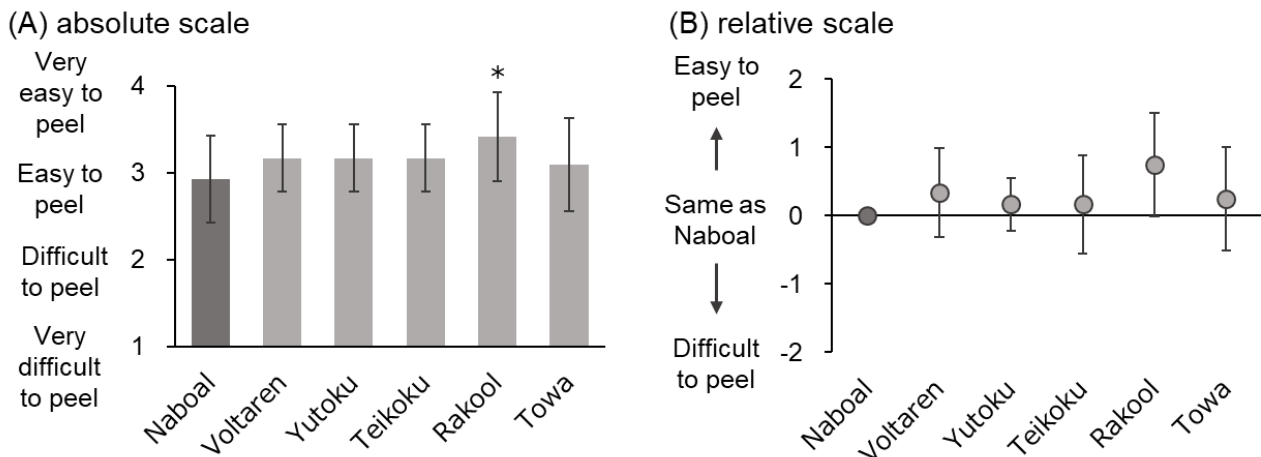 (A) absolute scale
Very
easy to
peel
Easy to
peel
Difficult
to peel
Very
difficult
to peel
4
3
2
1
*
Naboal
Voltaren
Yutoku
Teikoku
Rakool
Towa
(B) relative scale
Easy to
peel
Same as
Naboal
Difficult
to peel
2
1
0
-1
-2
Naboal
Voltaren
Yutoku
Teikoku
Rakool
Towa